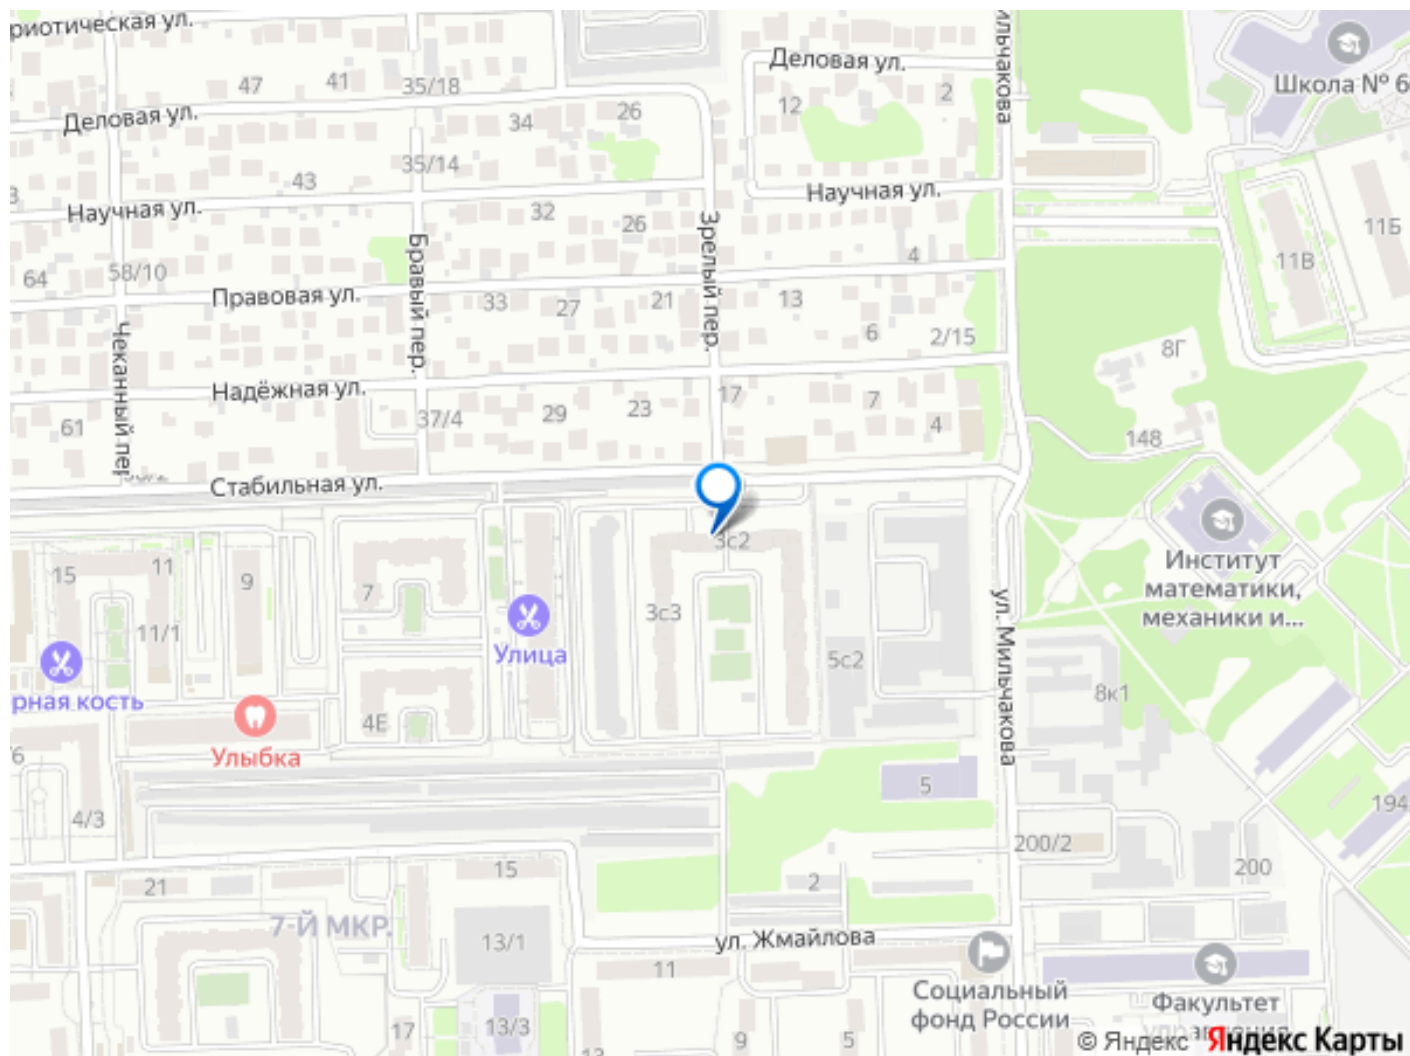 риотическая ул.
ильчакова
Деловая ул.
Школа № 6
47
41
35/18
12
2
Деловая ул.
34
26
35/14
43
Научная ул.
Научная ул.
32
26
Зрелый пер.
11Б
11В
64
58/10
Бравый пер.
4
Правовая ул.
33
27
21
13
6
2/15
8Г
Чеканный пер
Надёжная ул.
17
7
61
37/4
29
23
4
148
Стабильная ул.
3с2
Институт
математики,
механики и...
15
11
9
7
3с3
ул. Мильчакова
11/1
Улица
5с2
рная кость
8к1
4Е
Улыбка
/6
5
4/3
194
200/2
200
15
21
2
7-Й МКР.
13/1
ул. Жмайлова
11
Социальный
фонд России
Факультет
управления
17
13/3
9
5
13
© Яндекс Яндекс Карты